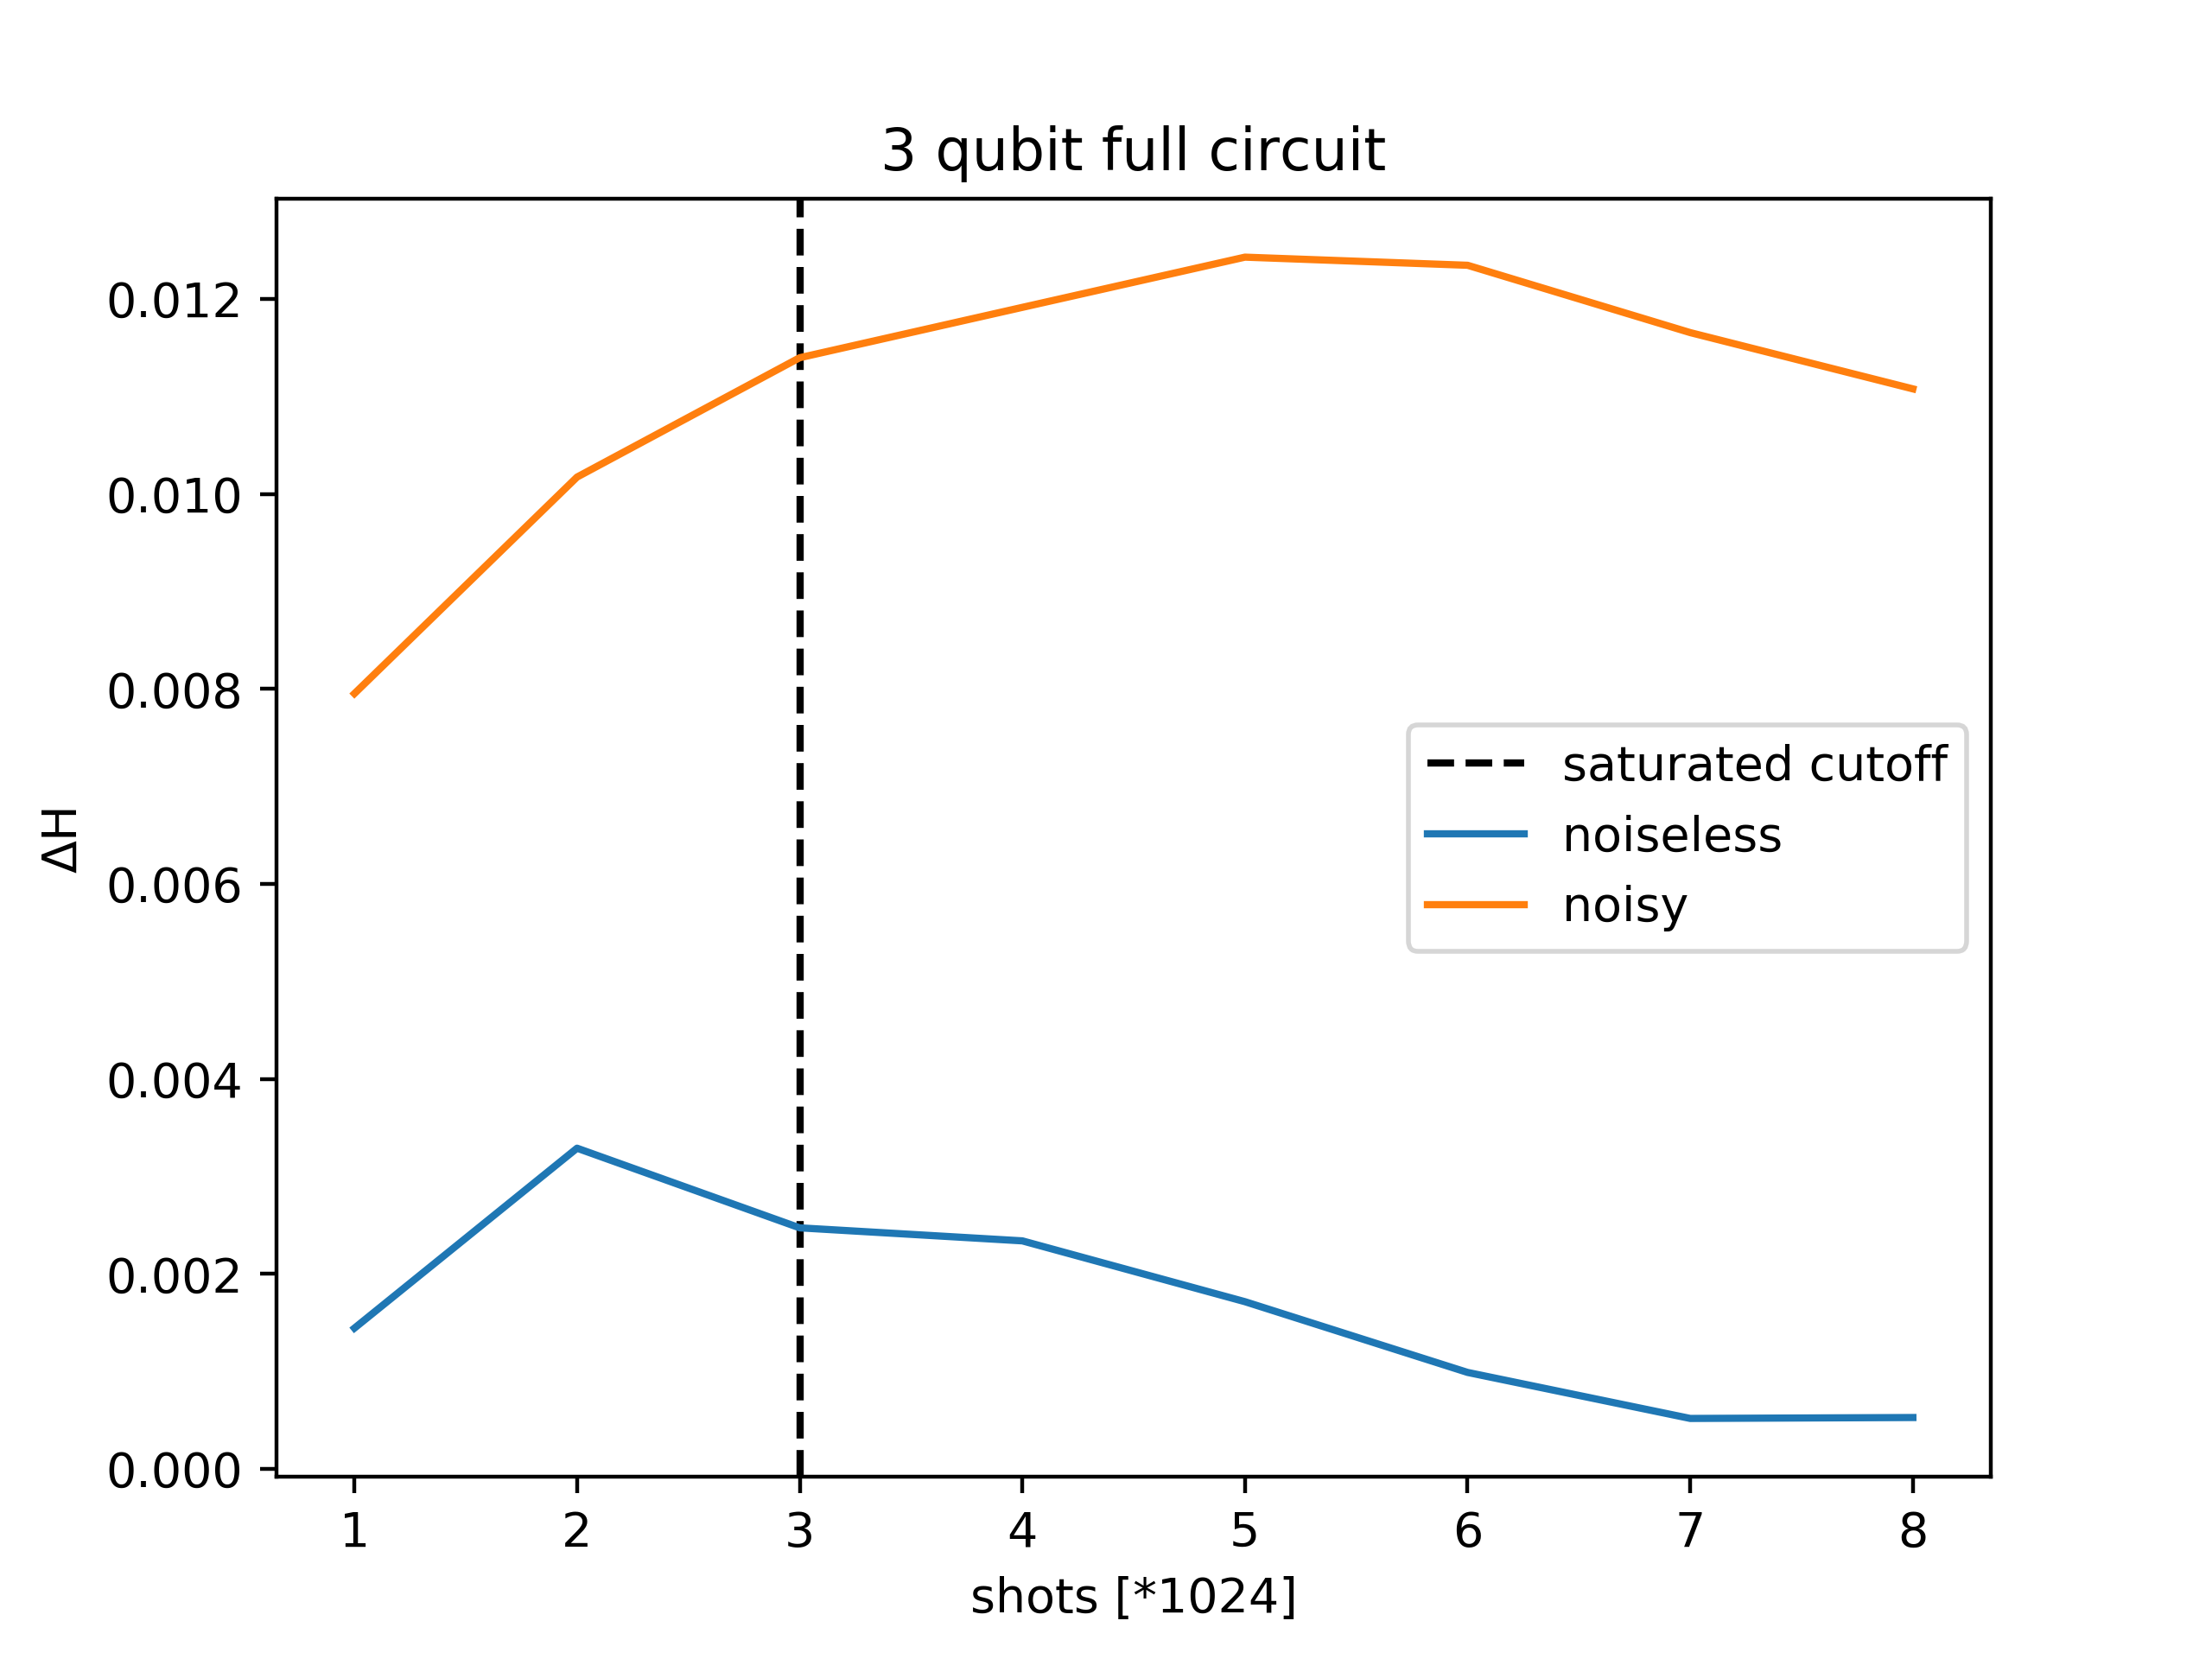 3 qubit full circuit
0.012
0.010
0.008
0.006
0.004
0.002
0.000
ΔH
saturated cutoff
noiseless
noisy
1 2 3 4 5 6 7 8
shots [*1024]